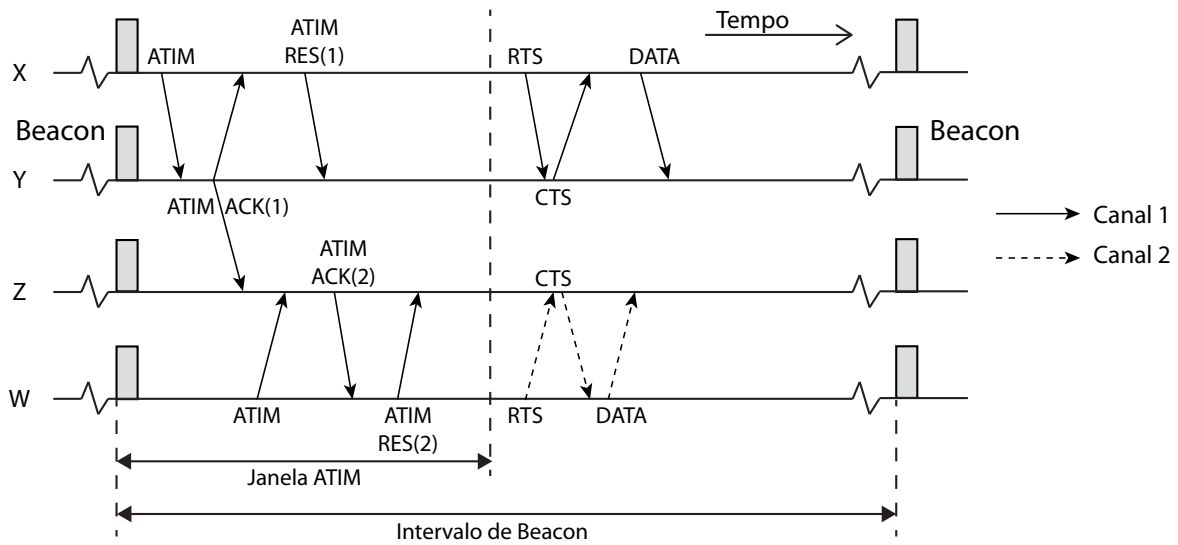 ATIM
ATIM
RES(1)
RTS
DATA
Tempo
X
Beacon
Beacon
Y
ATIM
ACK(1)
CTS
Canal 1
Canal 2
ATIM
ACK(2)
CTS
Z
W
ATIM
ATIM
RES(2)
RTS
DATA
Janela ATIM
Intervalo de Beacon